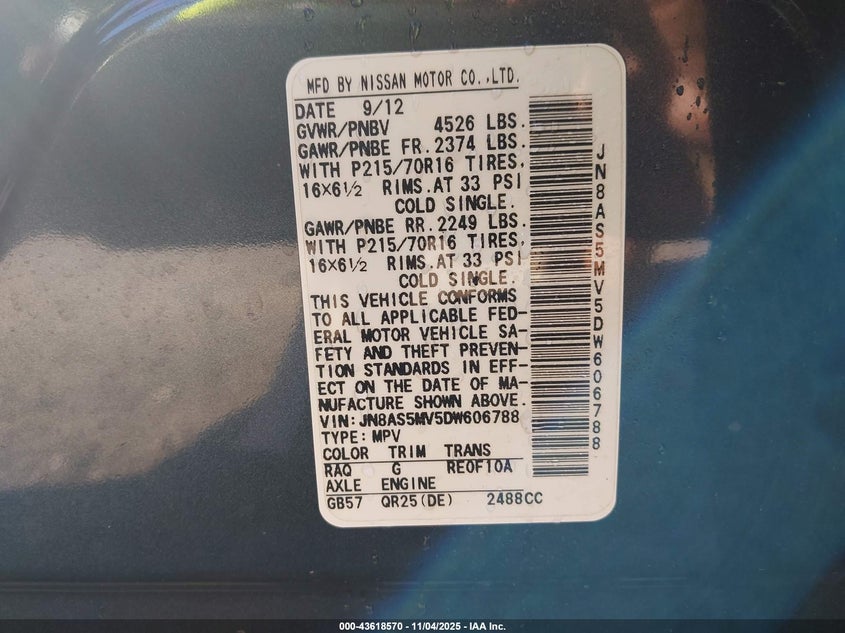 MFD BY NISSAN MOTOR CO.,LTD.
DATE 9/12
GVWR/PNBV 4526 LBS.
GAWR/PNBE FR. 2374 LBS.
WITH P215/70R16 TIRES,
16×6½ RIMS. AT 33 PSI
COLD SINGLE.
GAWR/PNBE RR. 2249 LBS.
WITH P215/70R16 TIRES,
16×6½ RIMS. AT 33 PSI
COLD SINGLE.
THIS VEHICLE CONFORMS
TO ALL APPLICABLE FED-
ERAL MOTOR VEHICLE SA-
FETY AND THEFT PREVEN-
TION STANDARDS IN EFF-
ECT ON THE DATE OF MA-
NUFACTURE SHOWN ABOVE.
VIN: JN8AS5MV5DW606788
TYPE: MPV
COLOR TRIM TRANS
RAQ G RE0F10A
AXLE ENGINE
GB57 QR25(DE) 2488CC
JN8AS5MV5DW606788
000-43618570 - 11/04/2025 - IAA Inc.